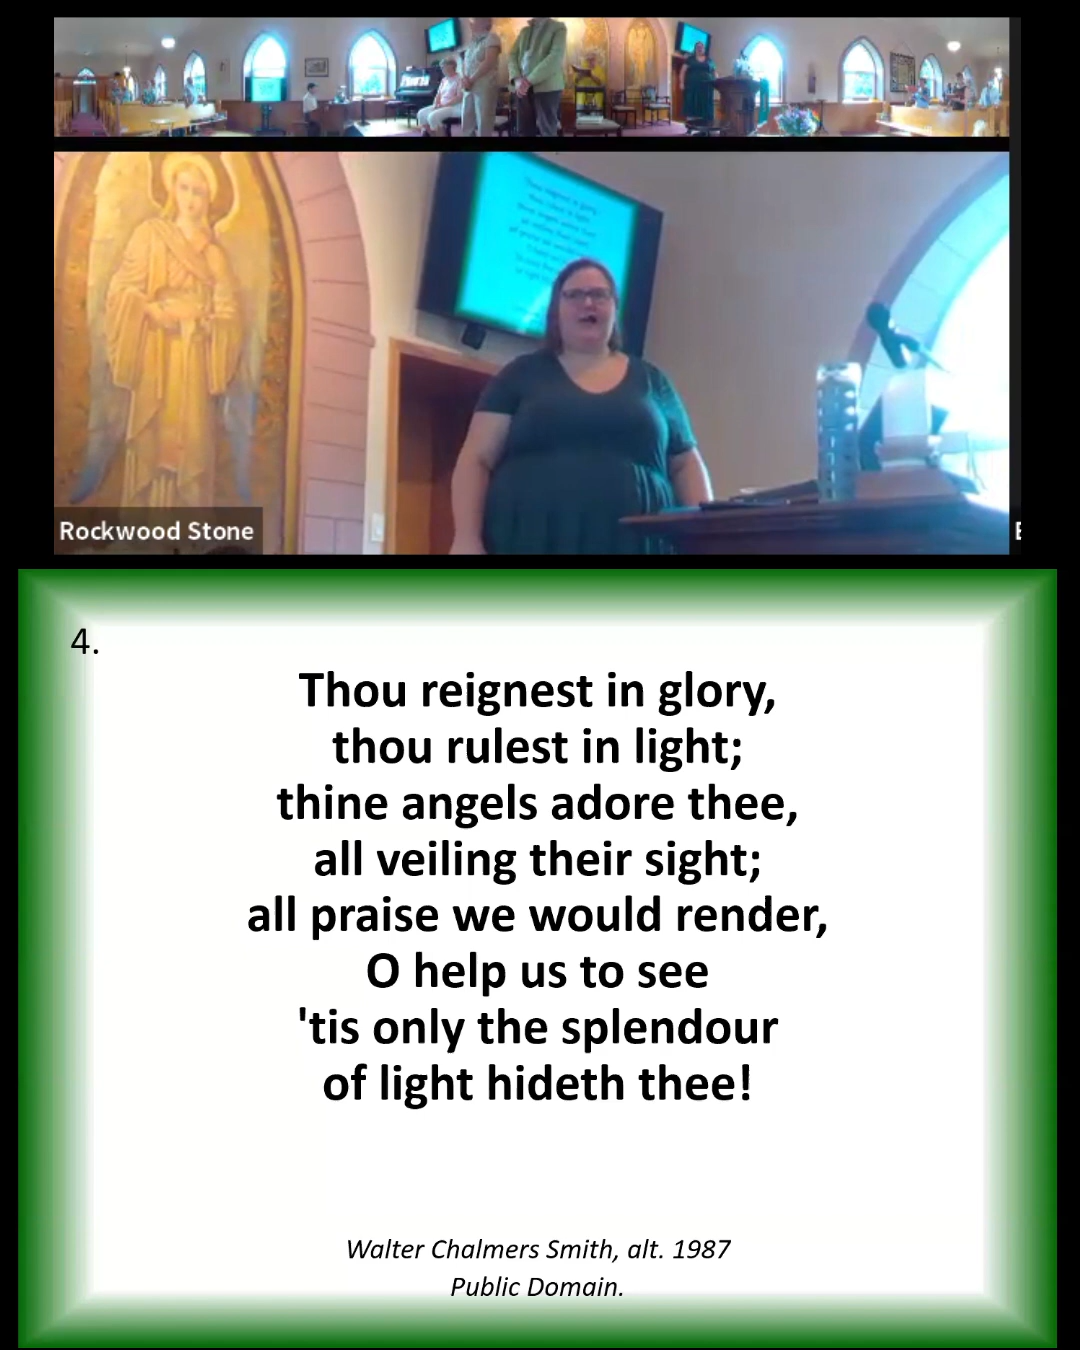 Rockwood Stone
4.
Thou reignest in glory,
thou rulest in light;
thine angels adore thee,
all veiling their sight;
all praise we would render,
O help us to see
'tis only the splendour
of light hideth thee!
Walter Chalmers Smith, alt. 1987
Public Domain.